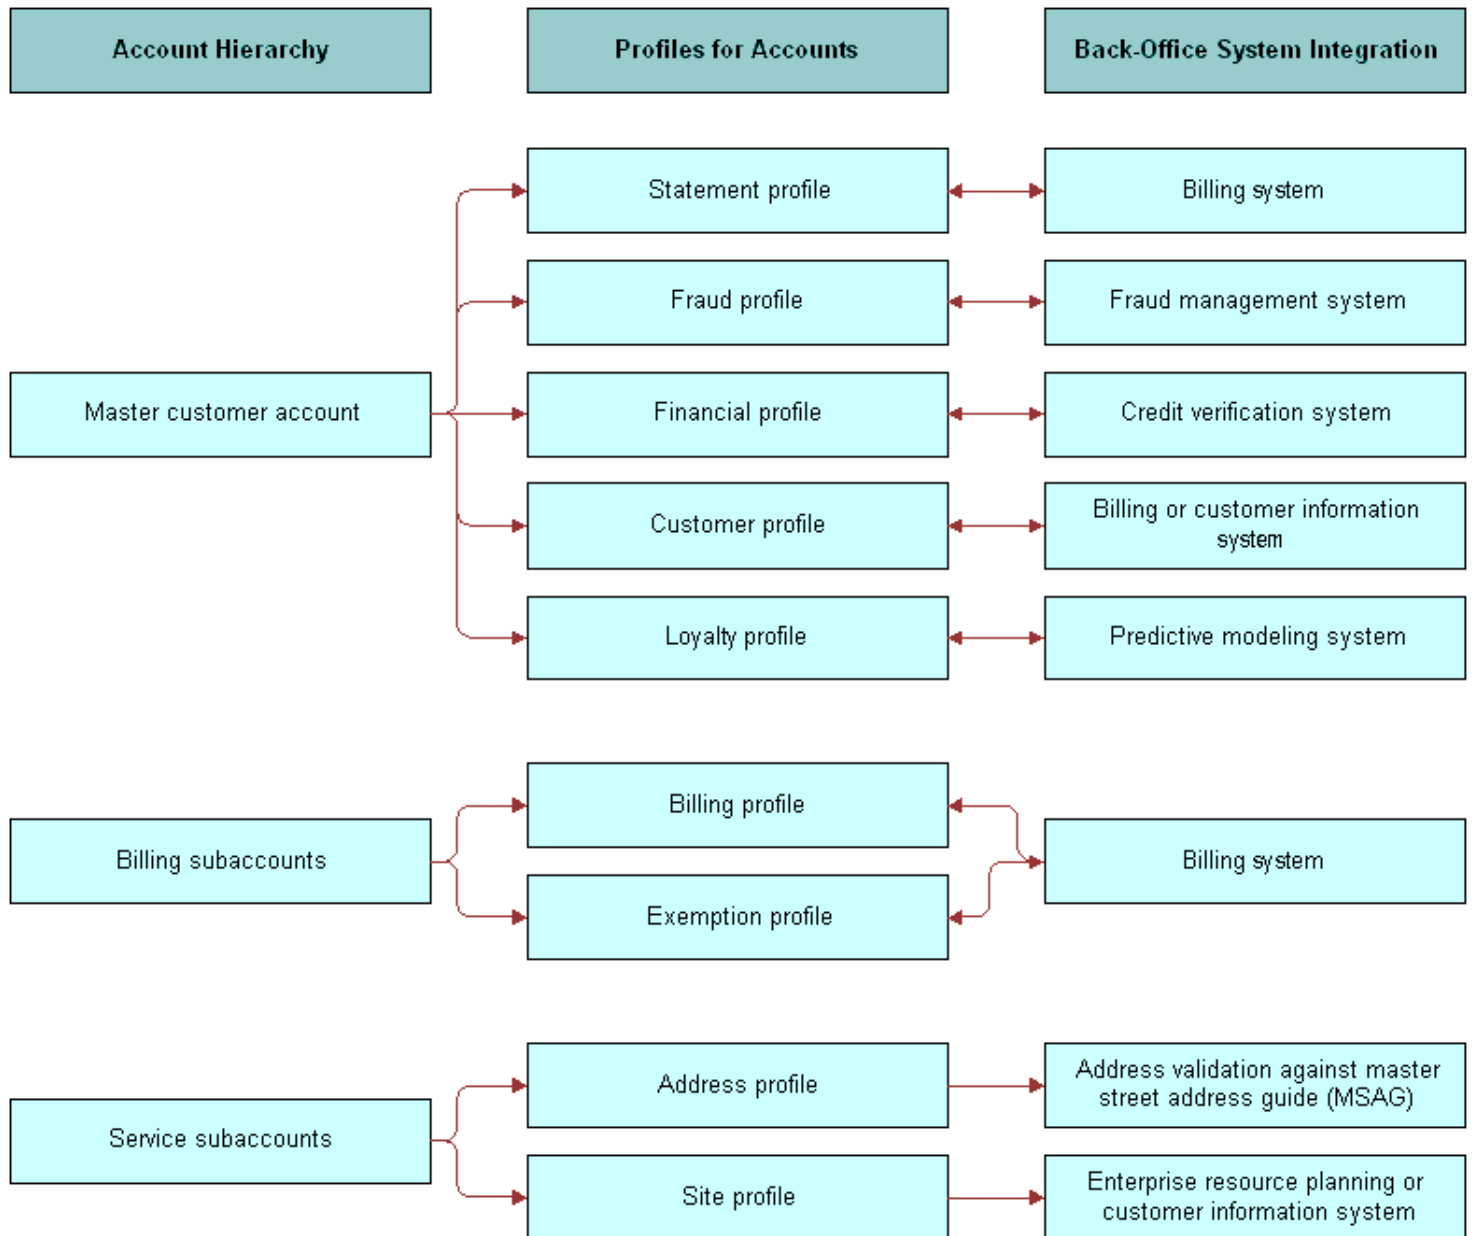 Account Hierarchy
Profiles for Accounts
Back-Office System Integration
Statement profile
Billing system
Fraud profile
Fraud management system
Master customer account
Financial profile
Credit verification system
Customer profile
Billing or customer information
system
Loyalty profile
Predictive modeling system
Billing profile
Billing subaccounts
Billing system
Exemption profile
Address profile
Address validation against master
street address guide (MSAG)
Service subaccounts
Site profile
Enterprise resource planning or
customer information system